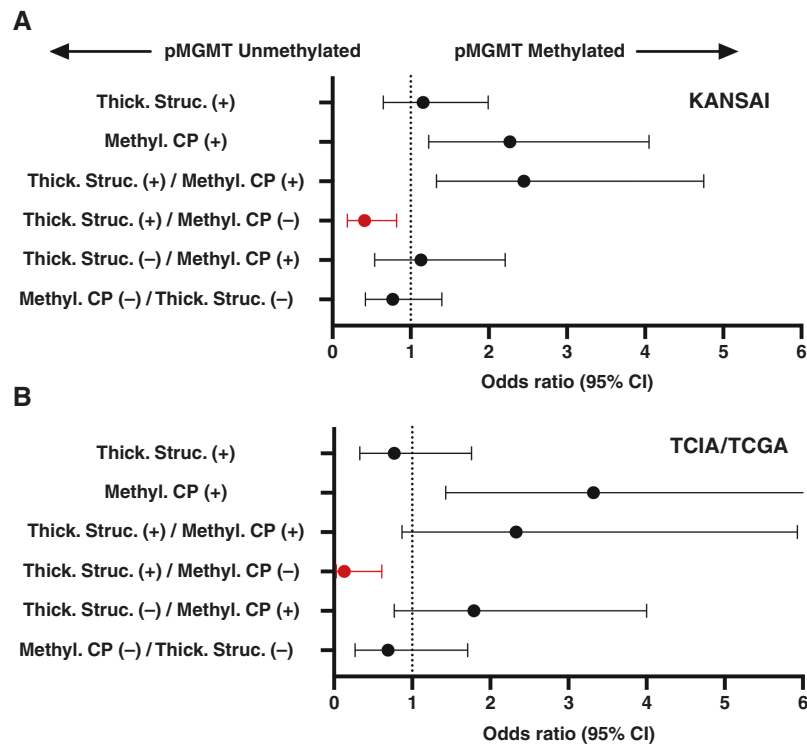 A
pMGMT Unmethylated
pMGMT Methylated
KANSAI
Thick. Struc. (+)
Methyl. CP (+)
Thick. Struc. (+) / Methyl. CP (+)
Thick. Struc. (+) / Methyl. CP (–)
Thick. Struc. (–) / Methyl. CP (+)
Methyl. CP (–) / Thick. Struc. (–)
0 1 2 3 4 5 6
Odds ratio (95% CI)
B
TCIA/TCGA
Thick. Struc. (+)
Methyl. CP (+)
Thick. Struc. (+) / Methyl. CP (+)
Thick. Struc. (+) / Methyl. CP (–)
Thick. Struc. (–) / Methyl. CP (+)
Methyl. CP (–) / Thick. Struc. (–)
0 1 2 3 4 5 6
Odds ratio (95% CI)